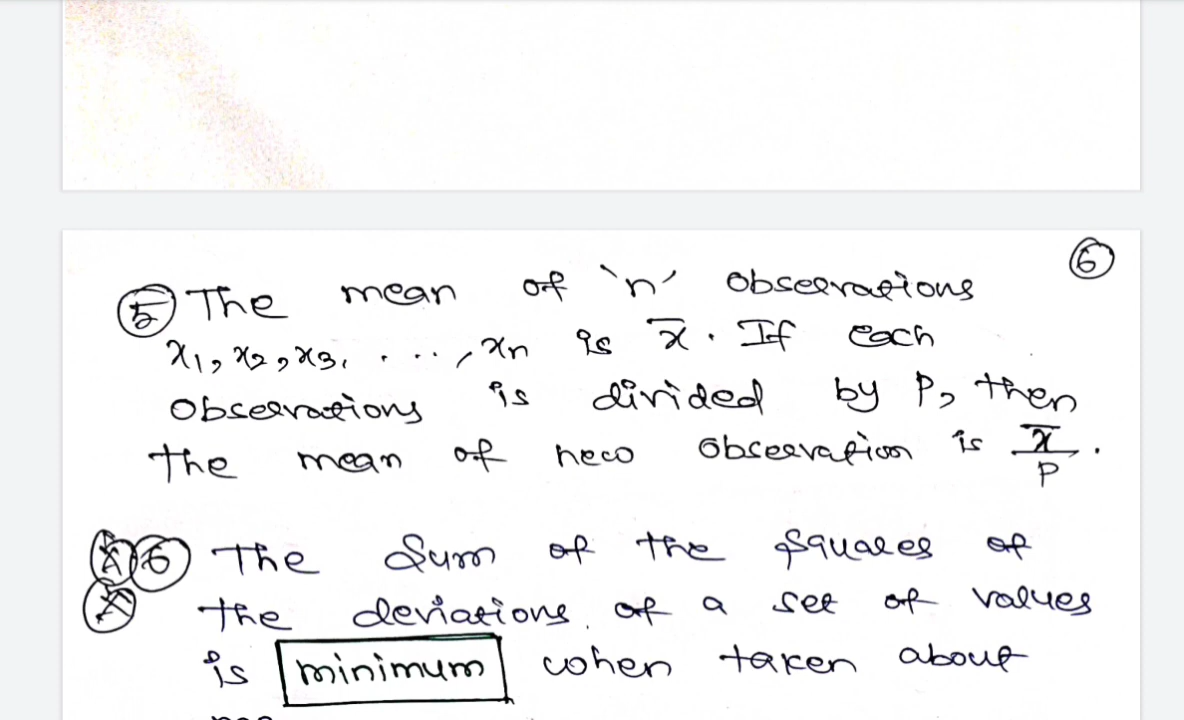 6
5 The mean of 'n' observations
x1, x2, x3, . . . . , xn is x̄. If each
observations is divided by P, then
the mean of new observation is x̄/P.
6 The Sum of the squares of
the deviations of a set of values
is minimum when taken about